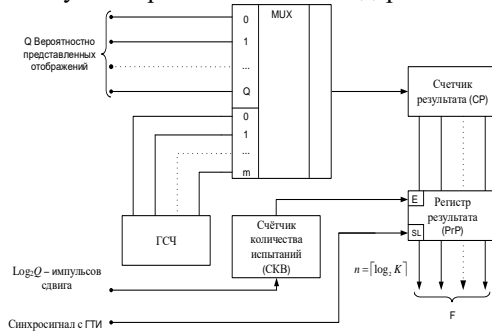 Q Вероятностно
представленных
отображений
0
1
...
Q
MUX
0
1
...
m
ГСЧ
Счётчик
количества
испытаний
(СКВ)
Счетчик
результата (СР)
E
SL
Регистр
результата
(РгР)
n = ⌈log₂ K⌉
F
Log₂Q – импульсов
сдвига
Синхросигнал с ГТИ